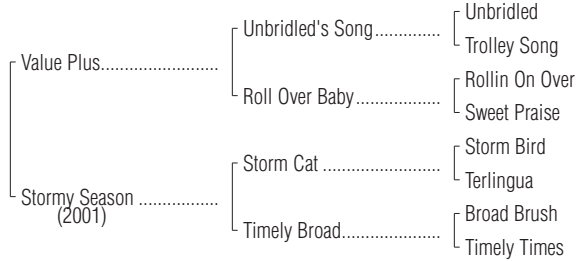 Unbridled
Unbridled's Song..............
Trolley Song
Value Plus.........................
Rollin On Over
Roll Over Baby..................
Sweet Praise
Storm Bird
Storm Cat .........................
Terlingua
Stormy Season .................
(2001)
Broad Brush
Timely Broad.....................
Timely Times